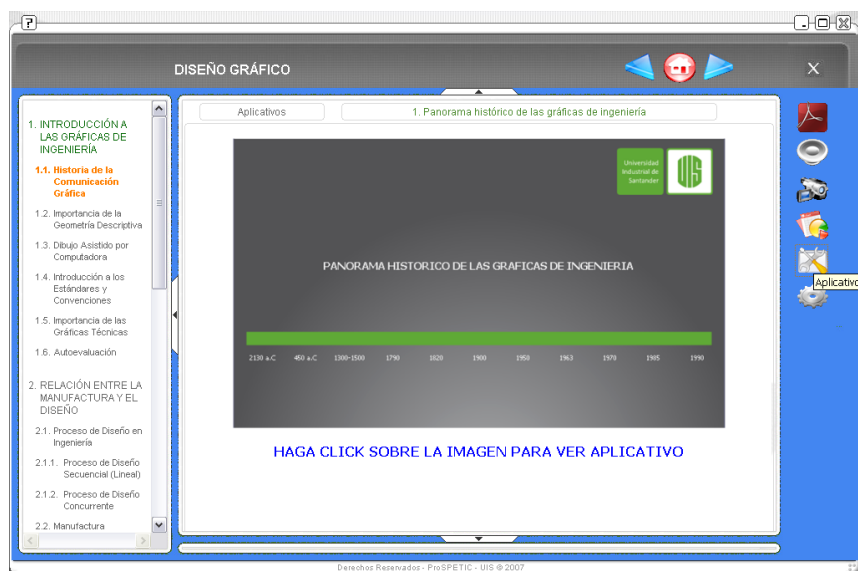 ?
DISEÑO GRÁFICO
X
1. INTRODUCCIÓN A
LAS GRÁFICAS DE
INGENIERÍA
1.1. Historia de la
Comunicación
Gráfica
1.2. Importancia de la
Geometría Descriptiva
1.3. Dibujo Asistido por
Computadora
1.4. Introducción a los
Estándares y
Convenciones
1.5. Importancia de las
Gráficas Técnicas
1.6. Autoevaluación
2. RELACIÓN ENTRE LA
MANUFACTURA Y EL
DISEÑO
2.1. Proceso de Diseño en
Ingeniería
2.1.1. Proceso de Diseño
Secuencial (Lineal)
2.1.2. Proceso de Diseño
Concurrente
2.2. Manufactura
Aplicativos
1. Panorama histórico de las gráficas de ingeniería
Universidad
Industrial de
Santander
UIS
PANORAMA HISTORICO DE LAS GRAFICAS DE INGENIERIA
2130 a.C 450 a.C 1300-1500 1790 1820 1900 1950 1963 1970 1985 1990
HAGA CLICK SOBRE LA IMAGEN PARA VER APLICATIVO
Aplicativo
Derechos Reservados - ProSPETIC - UIS © 2007